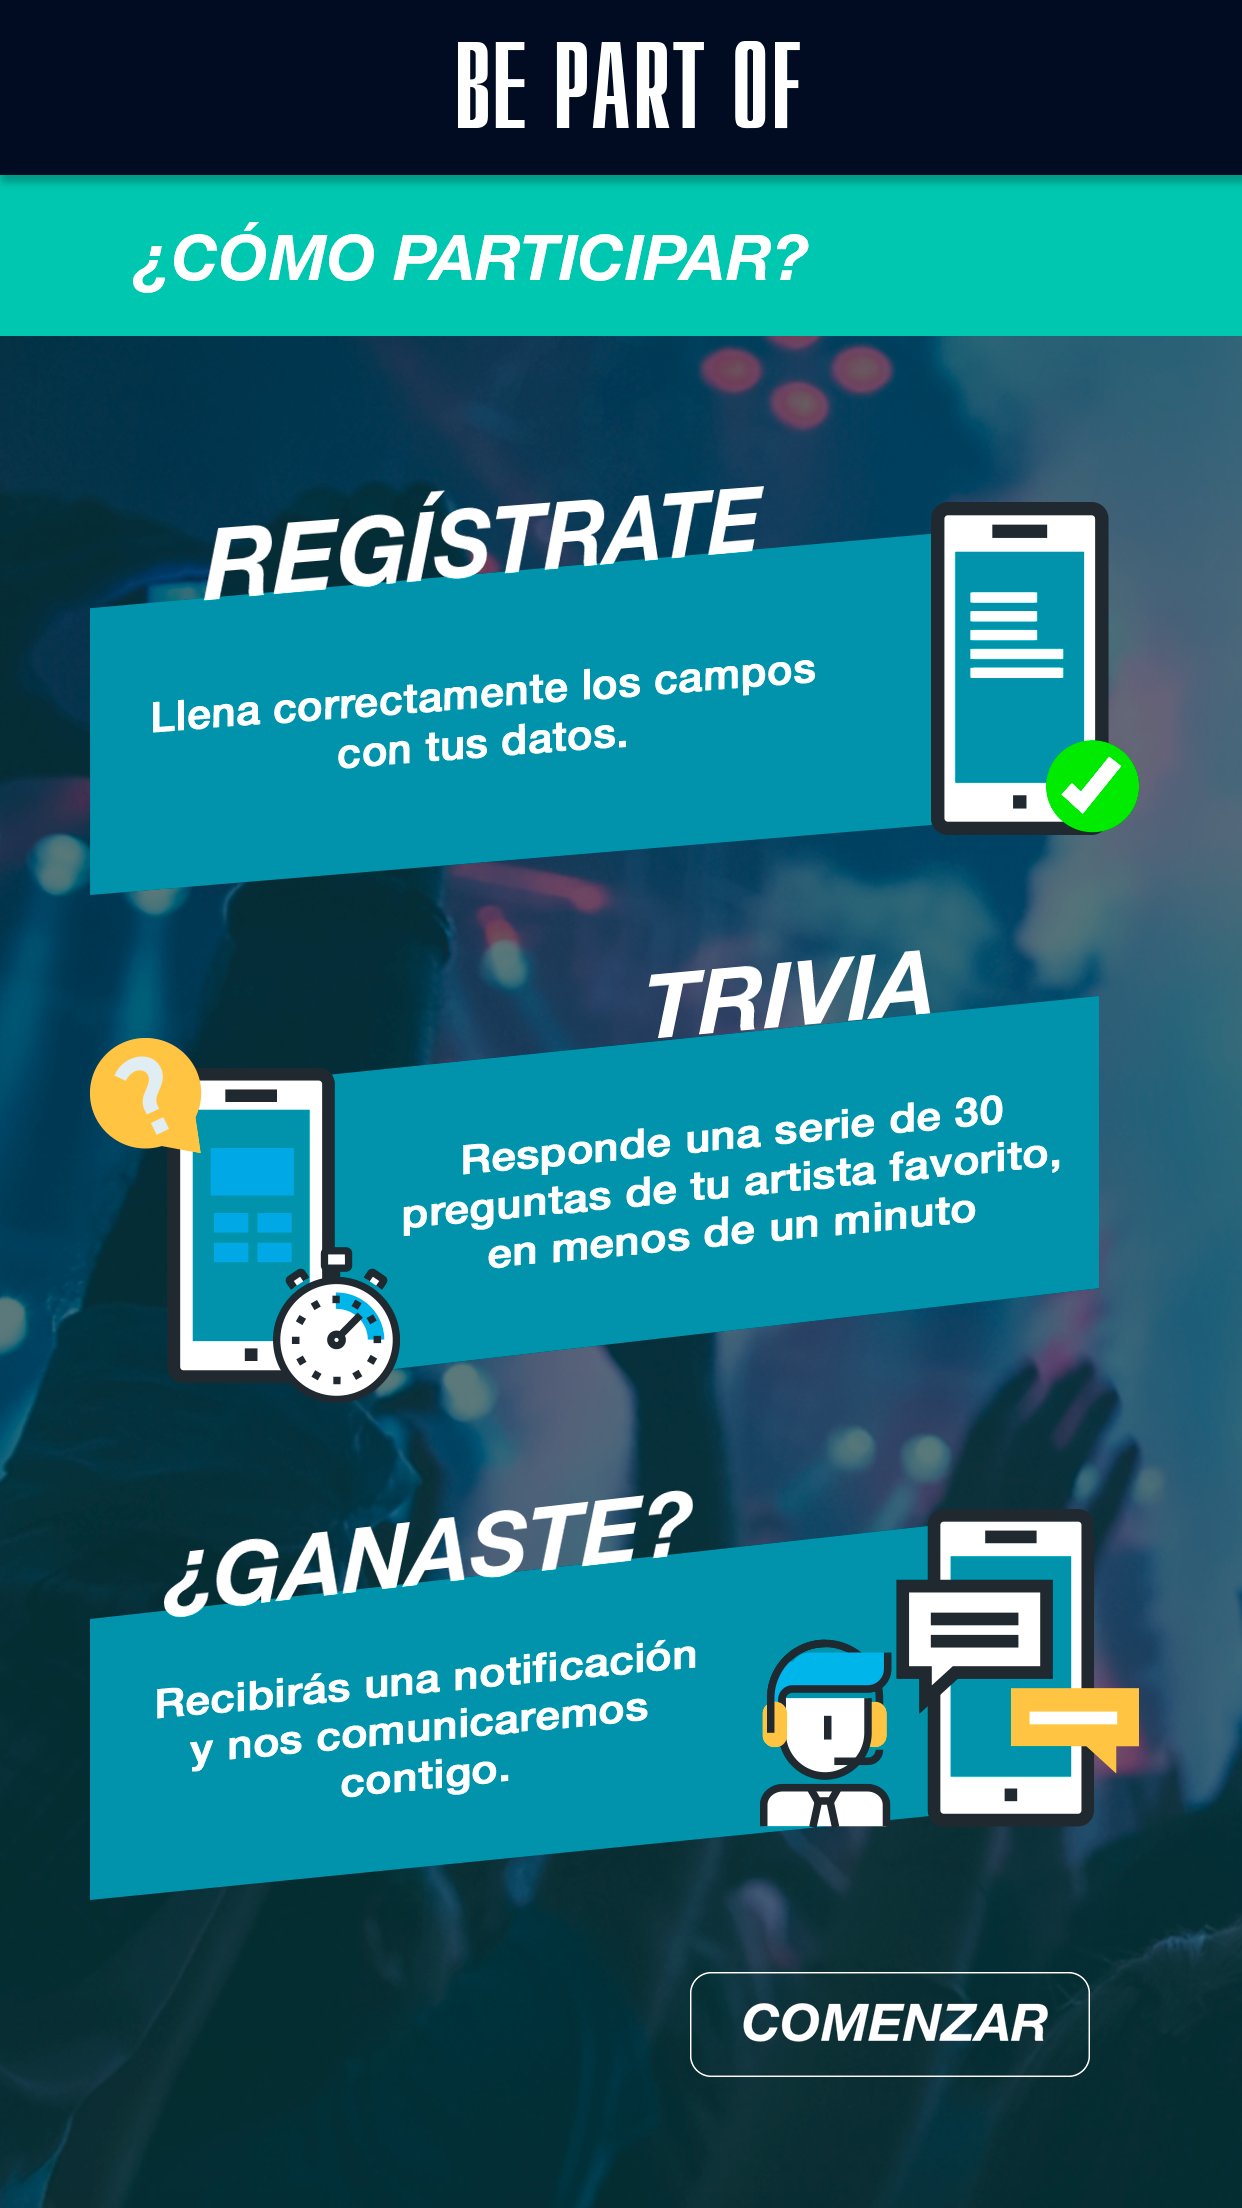 BE PART OF
¿CÓMO PARTICIPAR?
REGÍSTRATE
Llena correctamente los campos
con tus datos.
TRIVIA
?
Responde una serie de 30
preguntas de tu artista favorito,
en menos de un minuto
¿GANASTE?
Recibirás una notificación
y nos comunicaremos
contigo.
COMENZAR